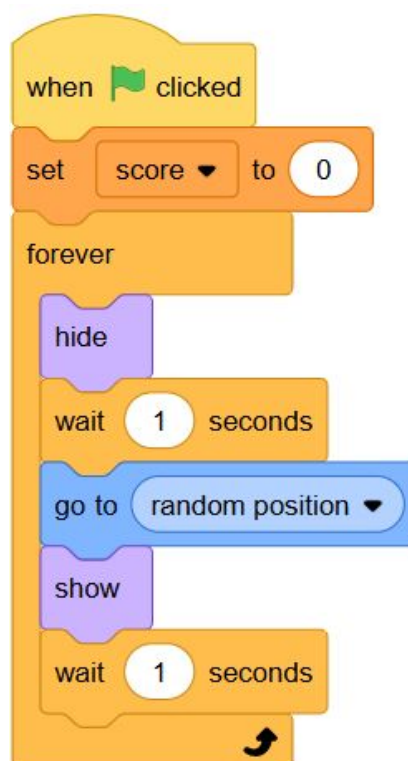 when clicked
set score to 0
forever
hide
wait 1 seconds
go to random position
show
wait 1 seconds